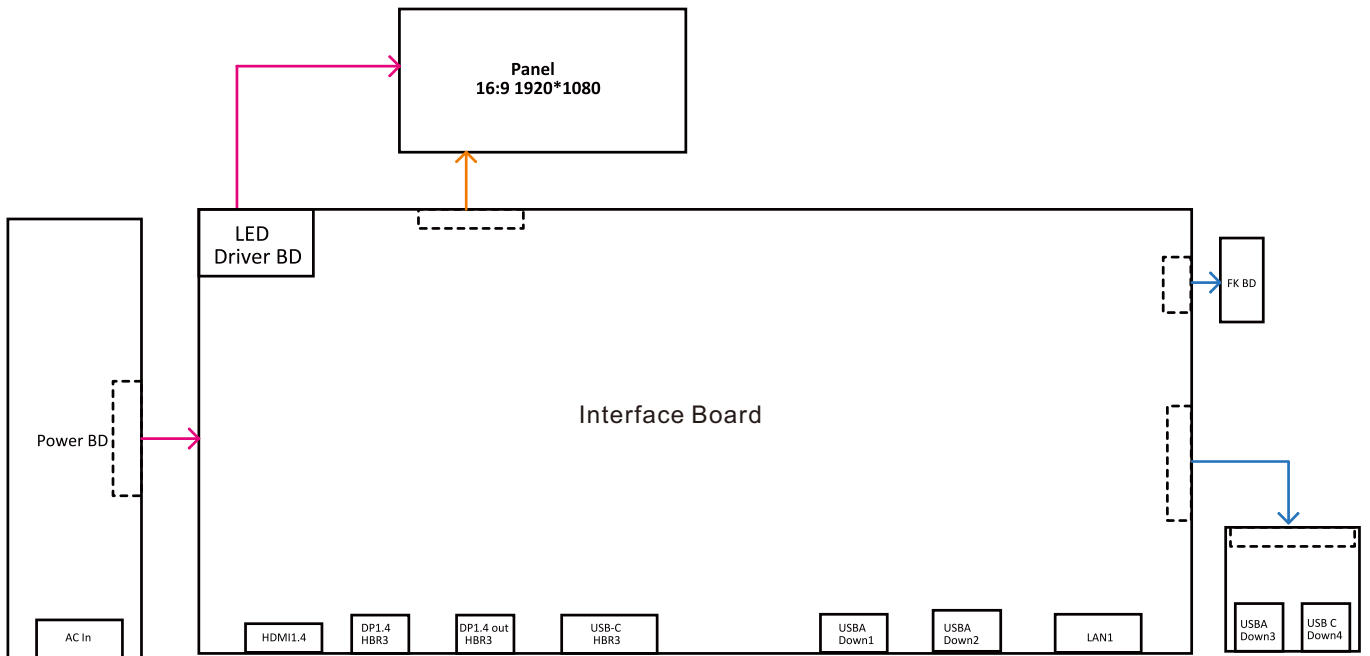 Panel
16:9 1920*1080
LED
Driver BD
FK BD
Interface Board
Power BD
AC In
HDMI1.4
DP1.4
HBR3
DP1.4 out
HBR3
USB-C
HBR3
USBA
Down1
USBA
Down2
LAN1
USBA
Down3
USB C
Down4